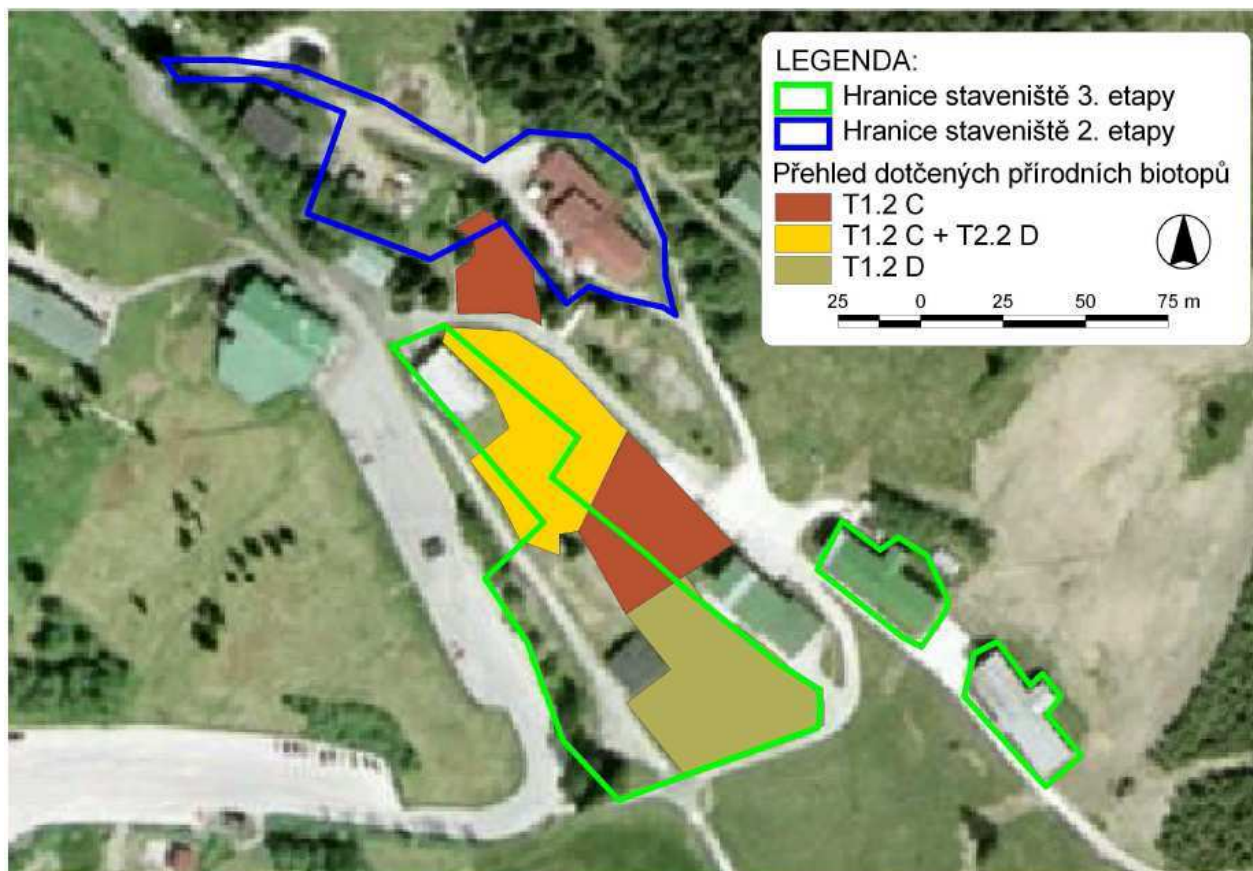 LEGENDA:
Hranice staveniště 3. etapy
Hranice staveniště 2. etapy
Přehled dotčených přírodních biotopů
T1.2 C
T1.2 C + T2.2 D
T1.2 D
25 0 25 50 75 m